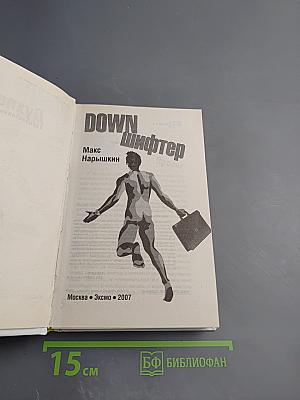 DOWN
шифтер
Макс
Нарышкин
Москва • Эксмо • 2007
15 см
БФ БИБЛИОФАН